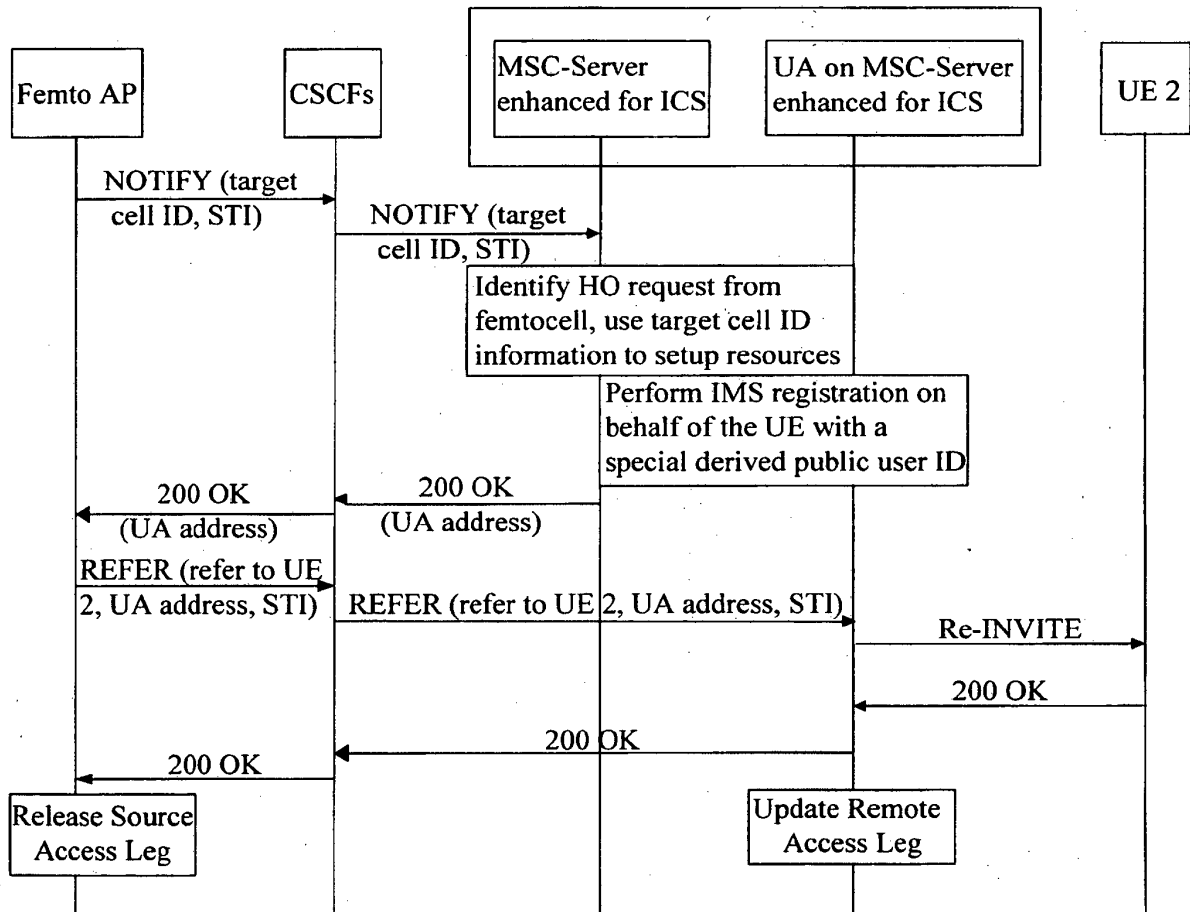 Femto AP
CSCFs
MSC-Server
enhanced for ICS
UA on MSC-Server
enhanced for ICS
UE 2
NOTIFY (target
cell ID, STI)
NOTIFY (target
cell ID, STI)
Identify HO request from
femtocell, use target cell ID
information to setup resources
Perform IMS registration on
behalf of the UE with a
special derived public user ID
200 OK
(UA address)
200 OK
(UA address)
REFER (refer to UE
2, UA address, STI)
REFER (refer to UE 2, UA address, STI)
Re-INVITE
200 OK
200 OK
200 OK
Release Source
Access Leg
Update Remote
Access Leg